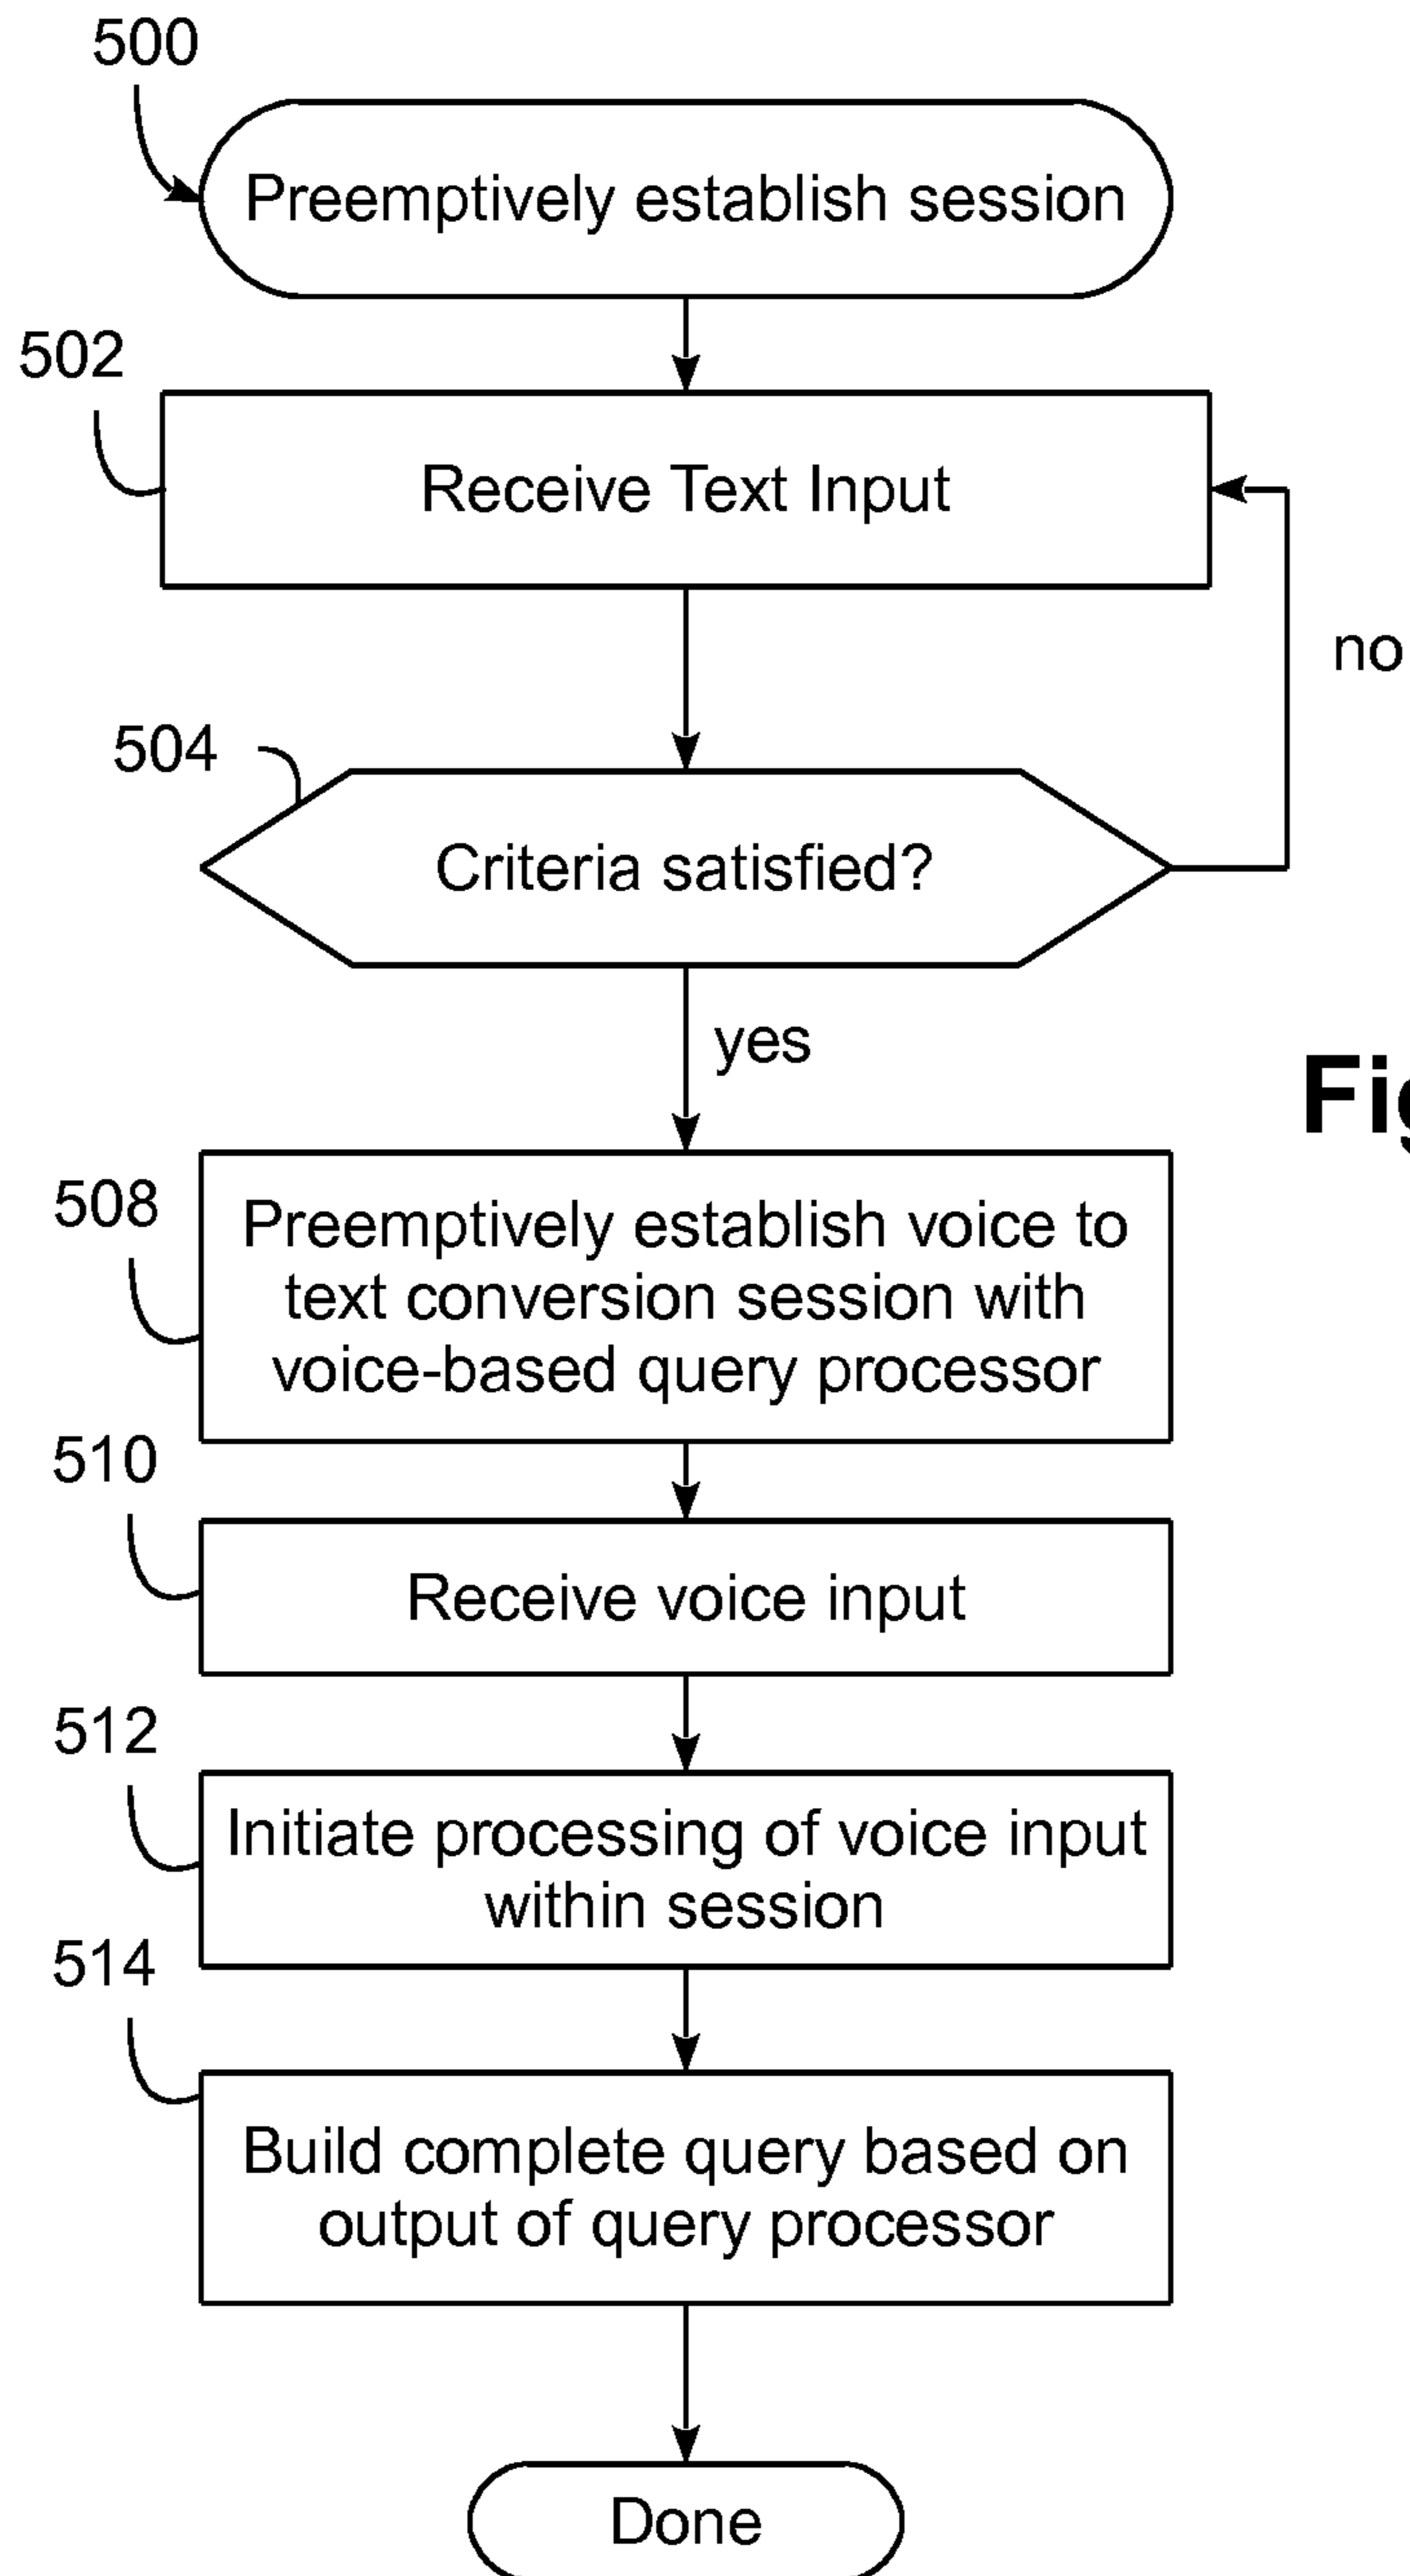 500
Preemptively establish session
502
Receive Text Input
no
504
Criteria satisfied?
yes
508
Preemptively establish voice to
text conversion session with
voice-based query processor
510
Receive voice input
512
Initiate processing of voice input
within session
514
Build complete query based on
output of query processor
Done